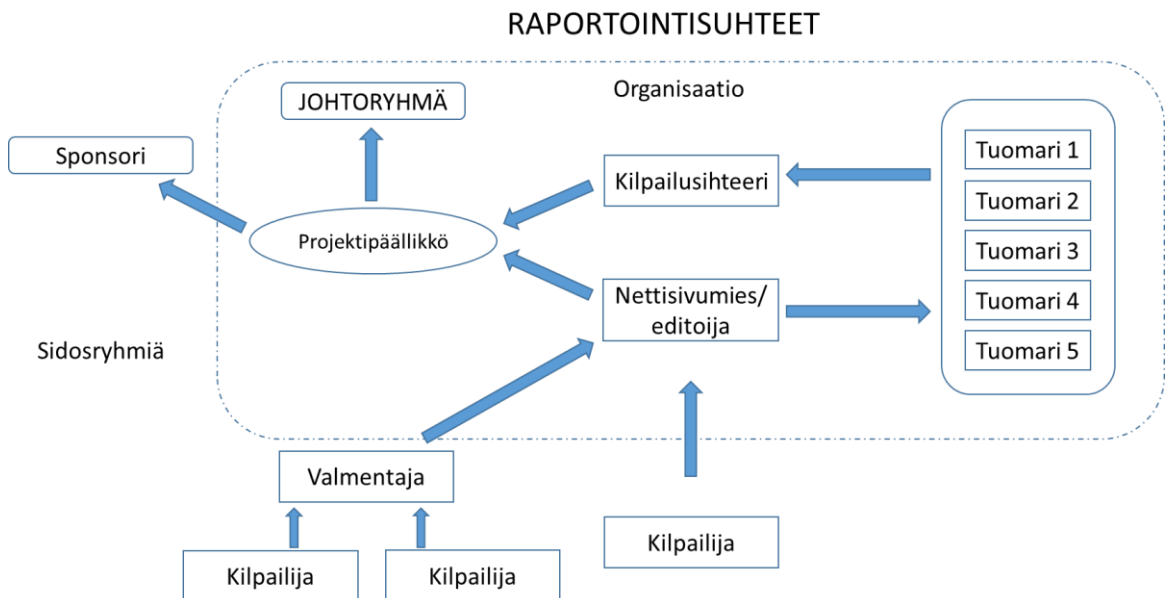 RAPORTOINTISUHTEET
Organisaatio
JOHTORYHMÄ
Sponsori
Kilpailusihteeri
Tuomari 1
Tuomari 2
Tuomari 3
Tuomari 4
Tuomari 5
Projektipäällikkö
Nettisivumies/
editoija
Sidosryhmiä
Valmentaja
Kilpailija
Kilpailija
Kilpailija